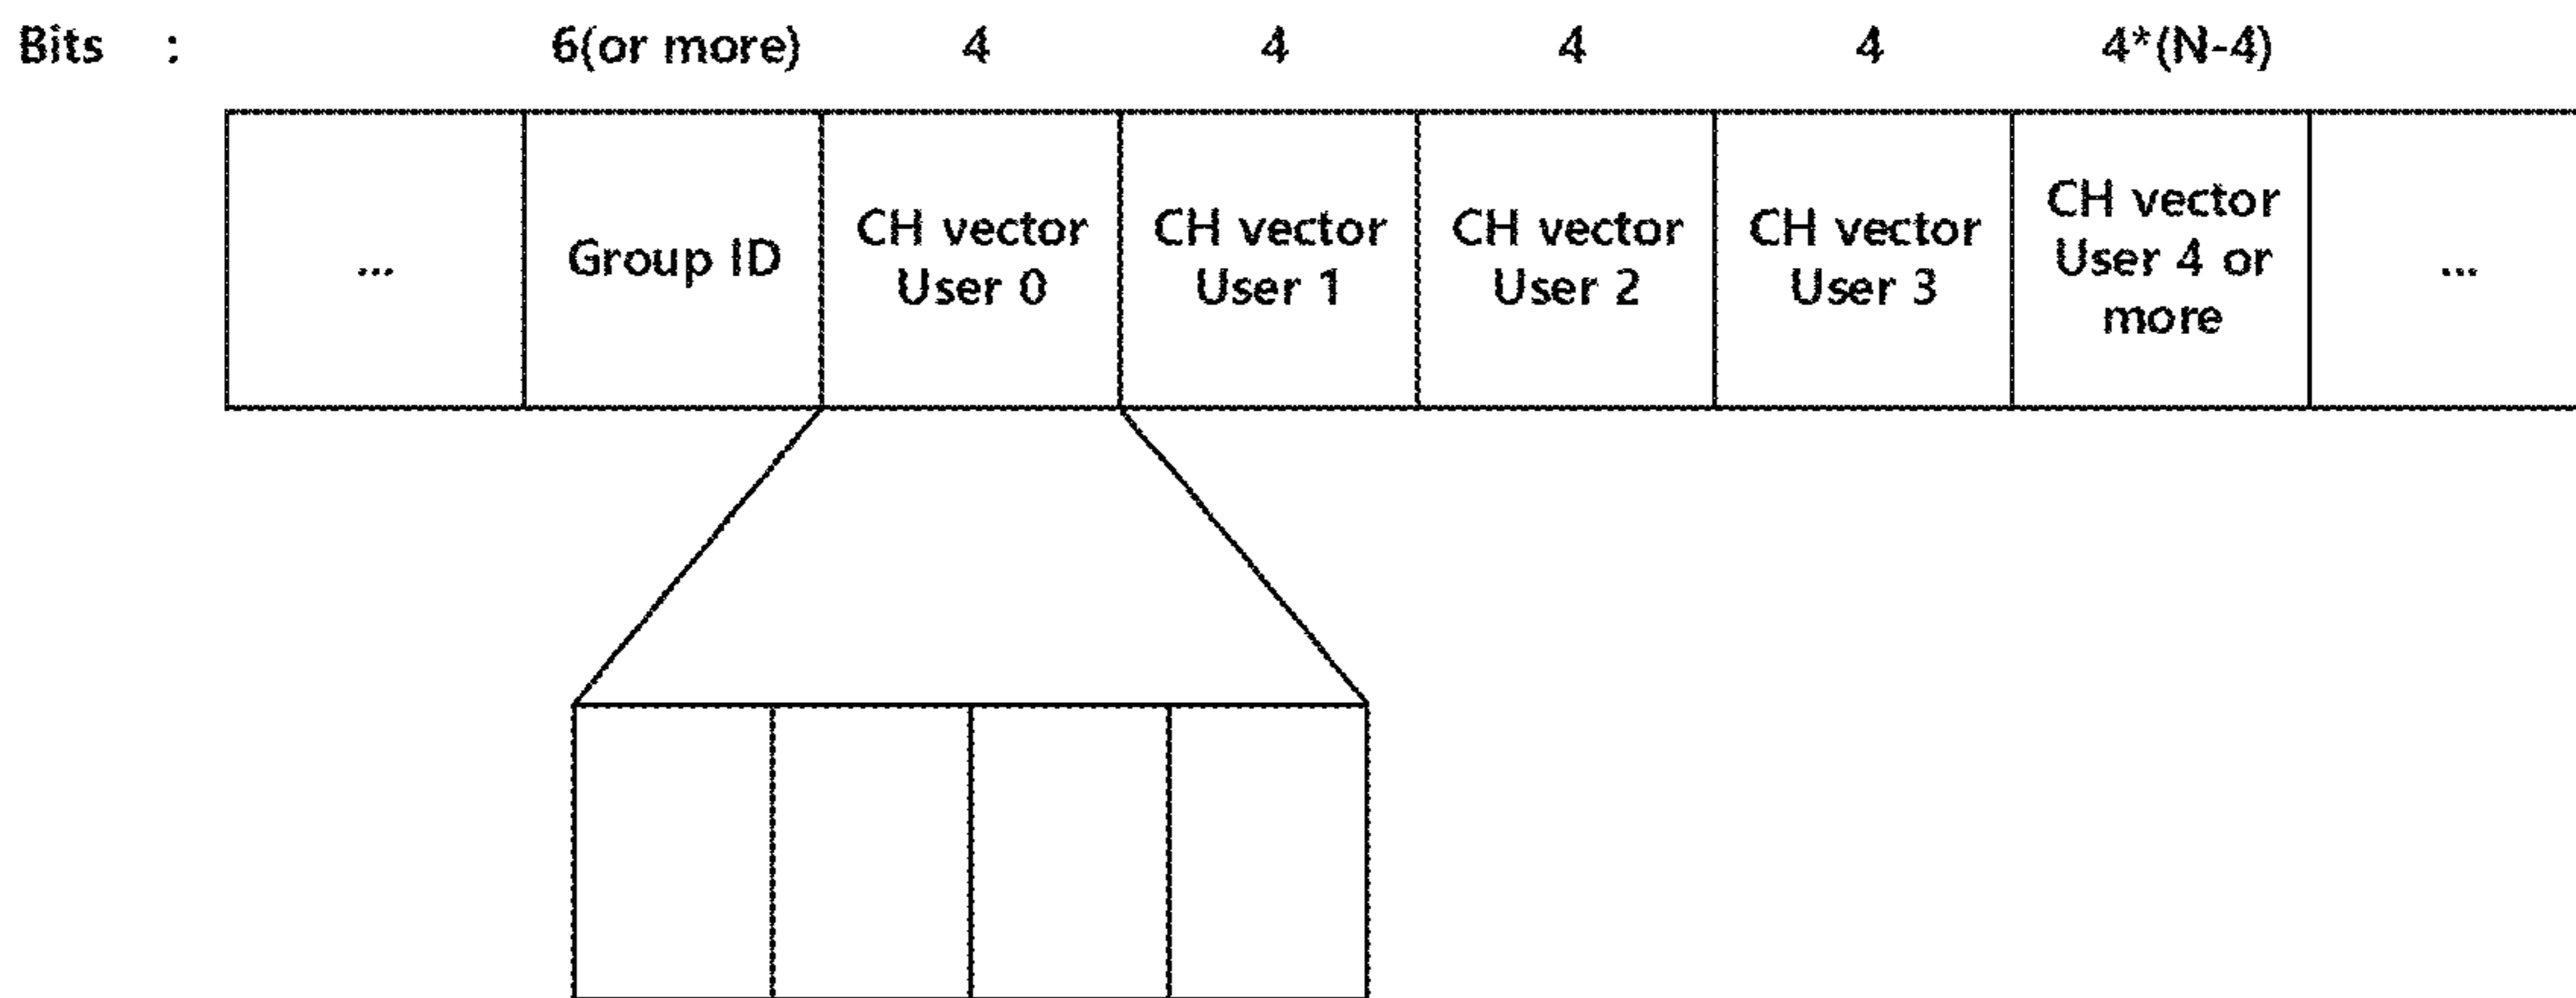 Bits : 6(or more) 4 4 4 4 4*(N-4)
... Group ID CH vector User 0 CH vector User 1 CH vector User 2 CH vector User 3 CH vector User 4 or more ...